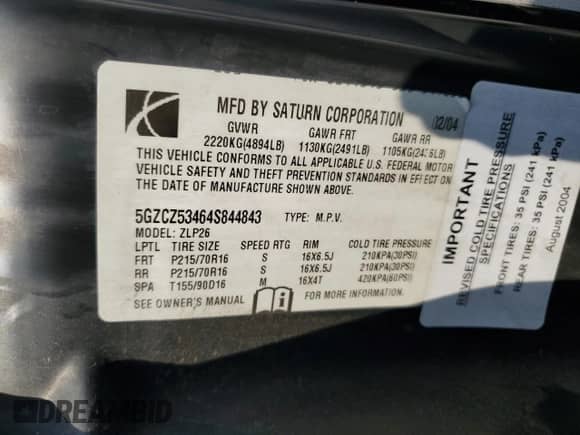 MFD BY SATURN CORPORATION 02/04
GVWR GAWR FRT GAWR RR
2220KG(4894LB) 1130KG(2491LB) 1105KG(2436LB)
THIS VEHICLE CONFORMS TO ALL APPLICABLE U.S. FEDERAL MOTOR
VEHICLE SAFETY AND THEFT PREVENTION STANDARDS IN EFFECT ON
THE DATE OF MANUFACTURE SHOWN ABOVE.
5GZCZ53464S844843 TYPE: M.P.V.
MODEL: ZLP26
LPTL TIRE SIZE SPEED RTG RIM COLD TIRE PRESSURE
FRT P215/70R16 S 16X6.5J 210KPA(30PSI)
RR P215/70R16 S 16X6.5J 210KPA(30PSI)
SPA T155/90D16 M 16X4T 420KPA(60PSI)
SEE OWNER'S MANUAL FOR MORE INFORMATION.
IMPORTANT
REVISED COLD TIRE PRESSURE
SPECIFICATIONS
FRONT TIRES: 35 PSI (241 kPa)
REAR TIRES: 35 PSI (241 kPa)
August 2004
DREAMBID